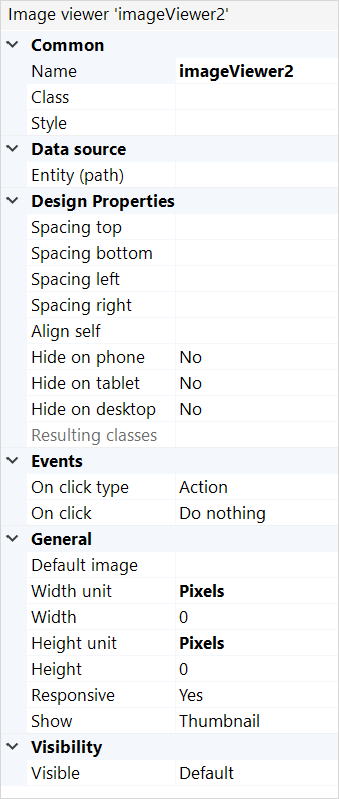 Image viewer 'imageViewer2'
Common
Name imageViewer2
Class
Style
Data source
Entity (path)
Design Properties
Spacing top
Spacing bottom
Spacing left
Spacing right
Align self
Hide on phone No
Hide on tablet No
Hide on desktop No
Resulting classes
Events
On click type Action
On click Do nothing
General
Default image
Width unit Pixels
Width 0
Height unit Pixels
Height 0
Responsive Yes
Show Thumbnail
Visibility
Visible Default